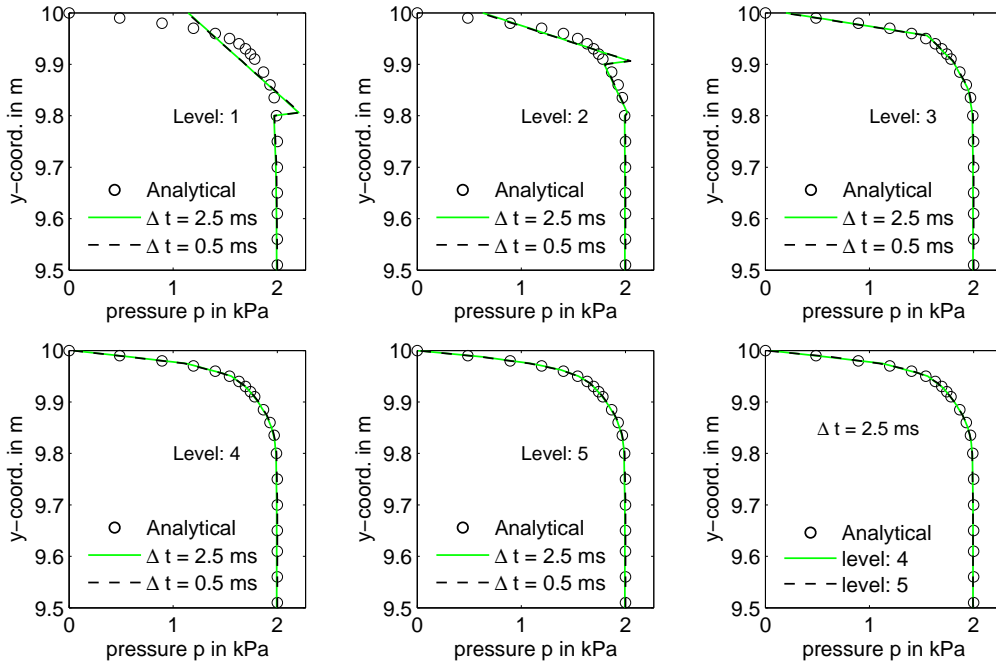 10
9.9
9.8
9.7
9.6
9.5
y−coord. in m
Level: 1
Analytical
Δ t = 2.5 ms
Δ t = 0.5 ms
0 1 2
pressure p in kPa
10
9.9
9.8
9.7
9.6
9.5
y−coord. in m
Level: 2
Analytical
Δ t = 2.5 ms
Δ t = 0.5 ms
0 1 2
pressure p in kPa
10
9.9
9.8
9.7
9.6
9.5
y−coord. in m
Level: 3
Analytical
Δ t = 2.5 ms
Δ t = 0.5 ms
0 1 2
pressure p in kPa
10
9.9
9.8
9.7
9.6
9.5
y−coord. in m
Level: 4
Analytical
Δ t = 2.5 ms
Δ t = 0.5 ms
0 1 2
pressure p in kPa
10
9.9
9.8
9.7
9.6
9.5
y−coord. in m
Level: 5
Analytical
Δ t = 2.5 ms
Δ t = 0.5 ms
0 1 2
pressure p in kPa
10
9.9
9.8
9.7
9.6
9.5
y−coord. in m
Δ t = 2.5 ms
Analytical
level: 4
level: 5
0 1 2
pressure p in kPa